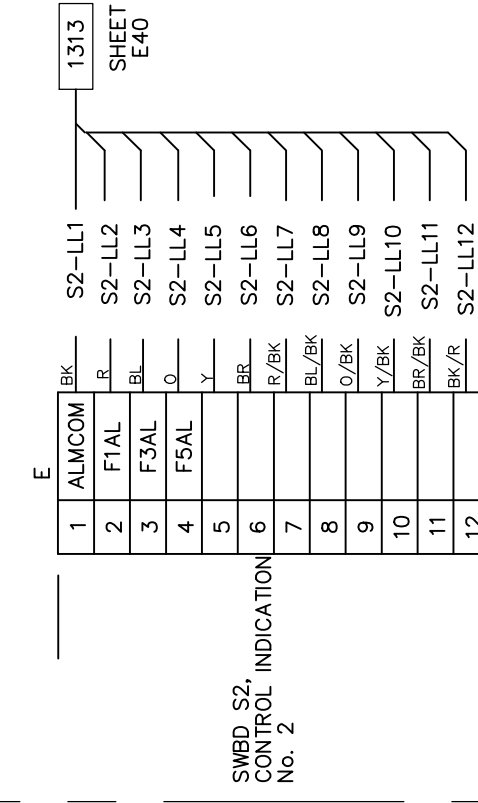 E
1 ALMCOM BK S2-LL1 1313
2 F1AL R S2-LL2
3 F3AL BL S2-LL3
4 F5AL O S2-LL4
5 Y S2-LL5
6 BR S2-LL6
7 R/BK S2-LL7
8 BL/BK S2-LL8
9 O/BK S2-LL9
10 Y/BK S2-LL10
11 BR/BK S2-LL11
12 BK/R S2-LL12
SHEET
E40
SWBD S2,
CONTROL INDICATION
No. 2